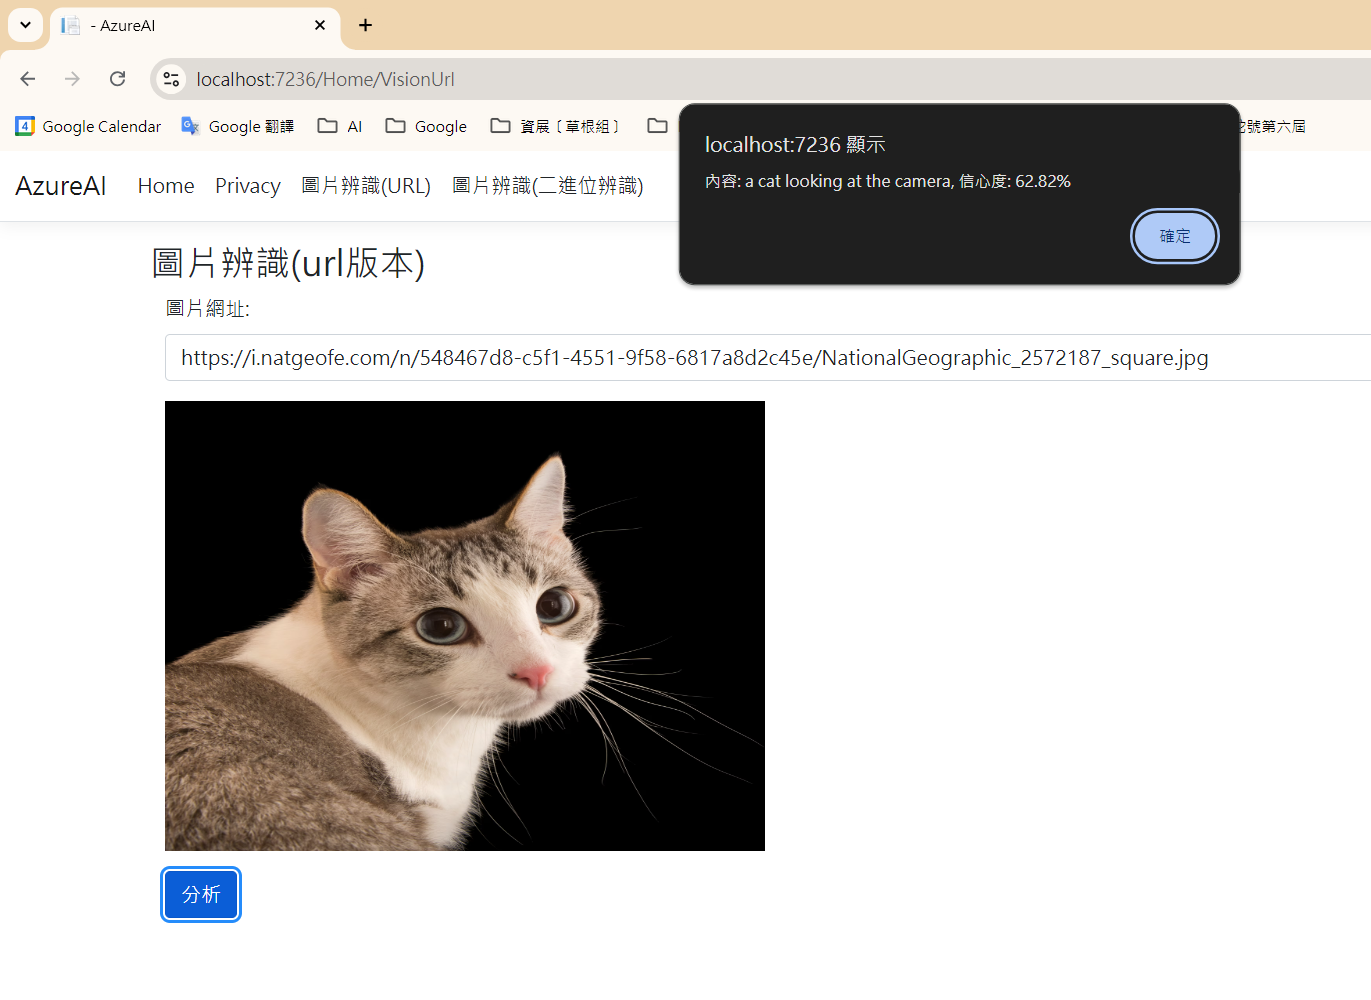 - AzureAI
localhost:7236/Home/VisionUrl
Google Calendar Google 翻譯 AI Google 資展〔草根組〕 號第六屆
localhost:7236 顯示
內容: a cat looking at the camera, 信心度: 62.82%
確定
AzureAI Home Privacy 圖片辨識(URL) 圖片辨識(二進位辨識)
圖片辨識(url版本)
圖片網址:
https://i.natgeofe.com/n/548467d8-c5f1-4551-9f58-6817a8d2c45e/NationalGeographic_2572187_square.jpg
分析